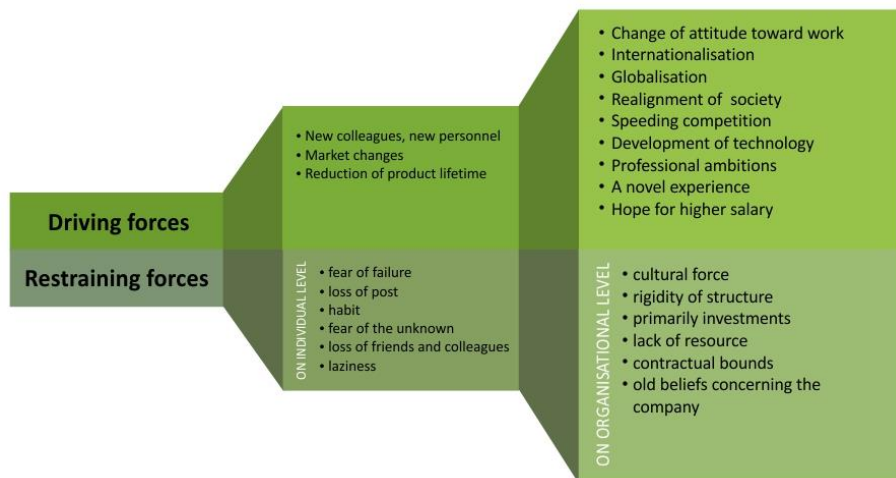 Driving forces
Restraining forces
• New colleagues, new personnel
• Market changes
• Reduction of product lifetime
ON INDIVIDUAL LEVEL
• fear of failure
• loss of post
• habit
• fear of the unknown
• loss of friends and colleagues
• laziness
• Change of attitude toward work
• Internationalisation
• Globalisation
• Realignment of society
• Speeding competition
• Development of technology
• Professional ambitions
• A novel experience
• Hope for higher salary
ON ORGANISATIONAL LEVEL
• cultural force
• rigidity of structure
• primarily investments
• lack of resource
• contractual bounds
• old beliefs concerning the
company